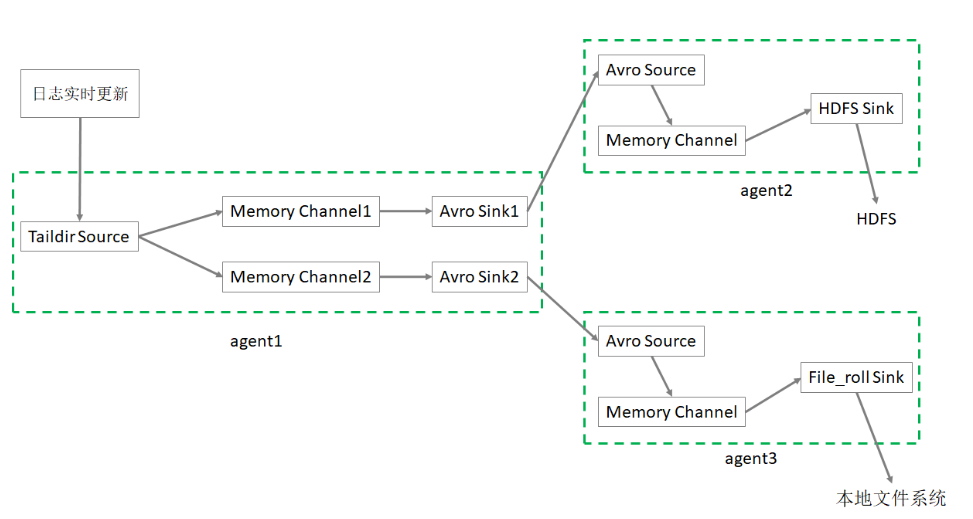 日志实时更新
Taildir Source
Memory Channel1
Avro Sink1
Memory Channel2
Avro Sink2
agent1
Avro Source
Memory Channel
HDFS Sink
agent2
HDFS
Avro Source
Memory Channel
File_roll Sink
agent3
本地文件系统